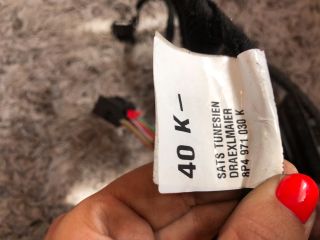 40 K –
SATS TUNESIEN
DRAEXLMAIER
8P4 971 030 K